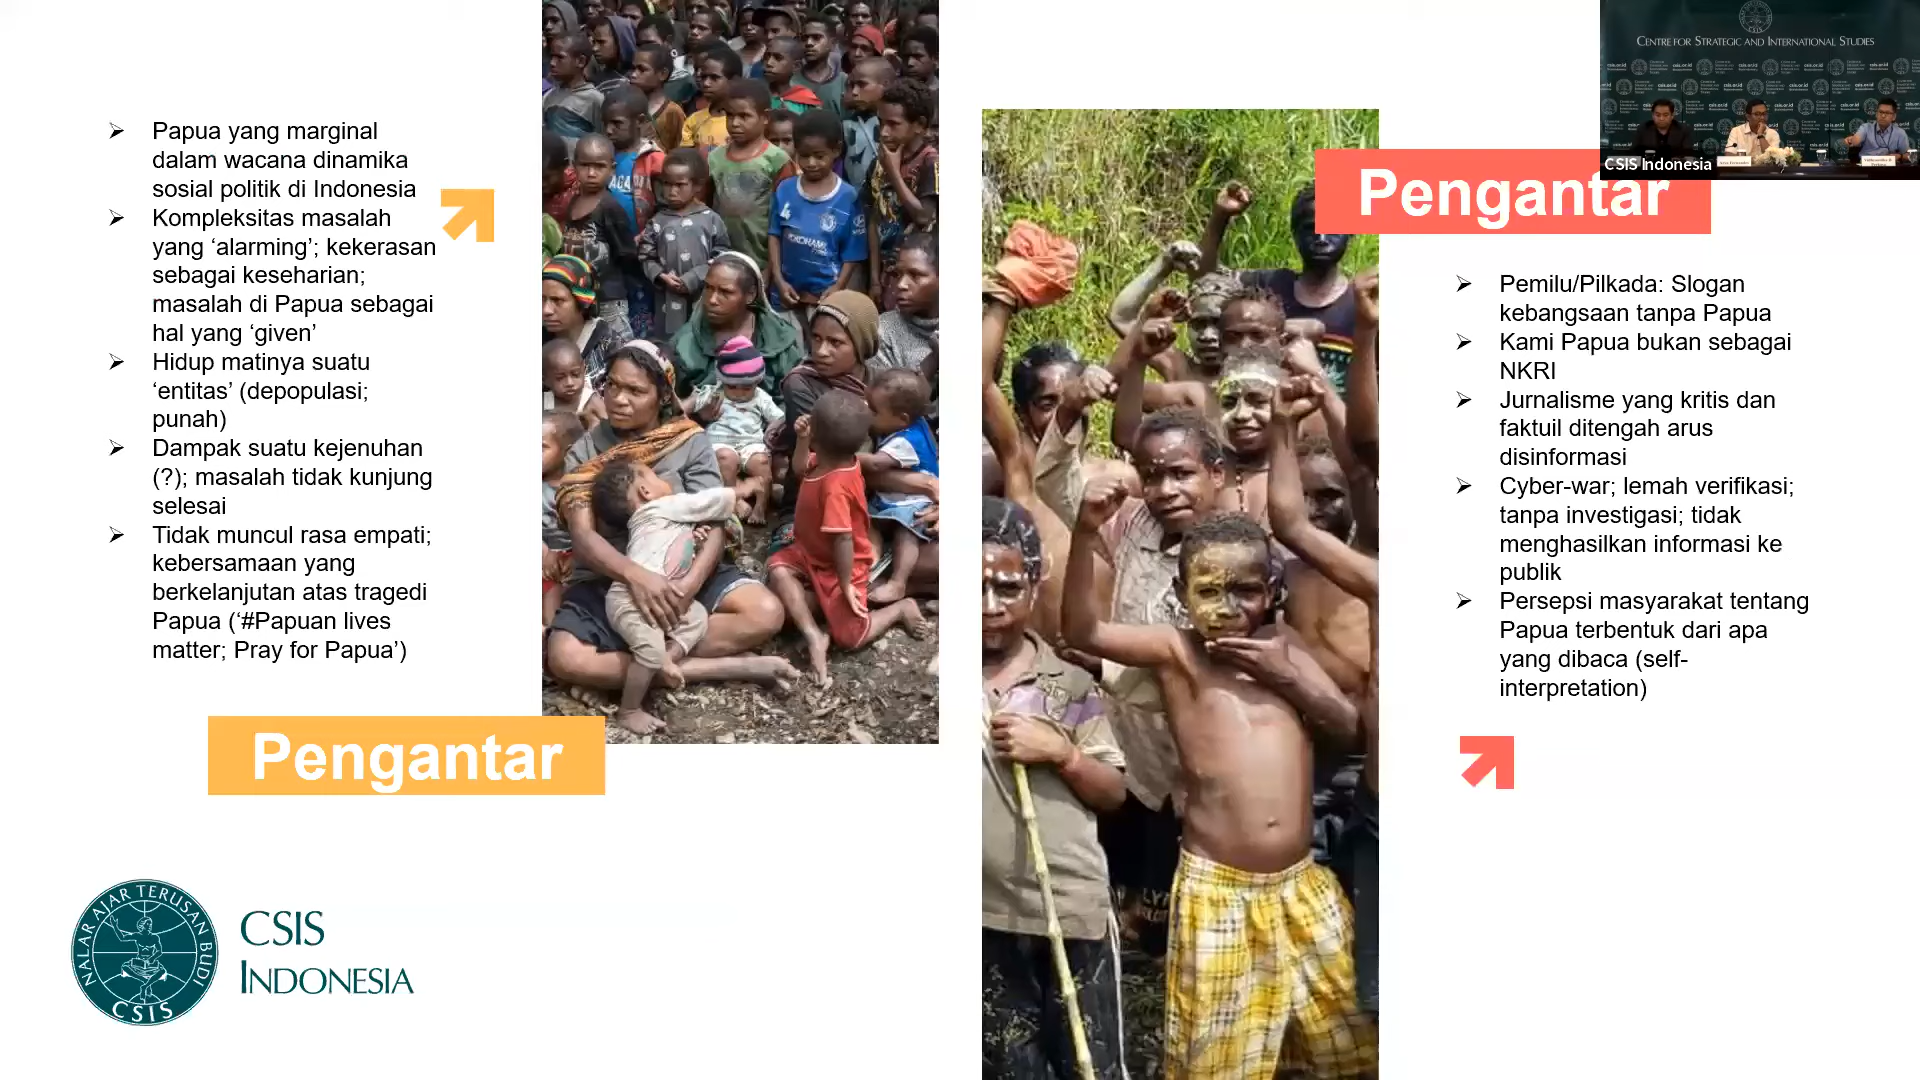 Papua yang marginal
dalam wacana dinamika
sosial politik di Indonesia
Kompleksitas masalah
yang ‘alarming’; kekerasan
sebagai keseharian;
masalah di Papua sebagai
hal yang ‘given’
Hidup matinya suatu
‘entitas’ (depopulasi;
punah)
Dampak suatu kejenuhan
(?); masalah tidak kunjung
selesai
Tidak muncul rasa empati;
kebersamaan yang
berkelanjutan atas tragedi
Papua (‘#Papuan lives
matter; Pray for Papua’)
Pengantar
NALAR AJAR TERUSAN BUDI
CSIS
CSIS
INDONESIA
YOKOHAMA
CENTRE FOR STRATEGIC AND INTERNATIONAL STUDIES
CSIS Indonesia
Pengantar
Pemilu/Pilkada: Slogan
kebangsaan tanpa Papua
Kami Papua bukan sebagai
NKRI
Jurnalisme yang kritis dan
faktuil ditengah arus
disinformasi
Cyber-war; lemah verifikasi;
tanpa investigasi; tidak
menghasilkan informasi ke
publik
Persepsi masyarakat tentang
Papua terbentuk dari apa
yang dibaca (self-
interpretation)